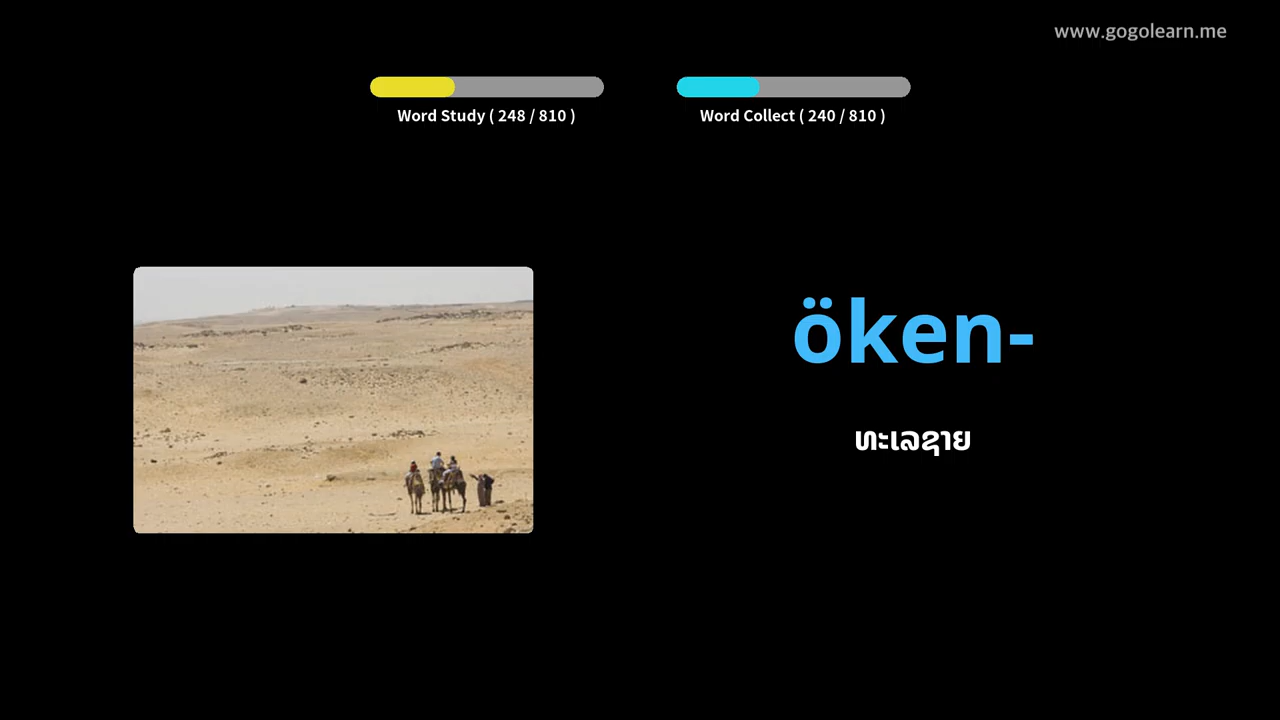 www.gogolearn.me
Word Study ( 248 / 810 )
Word Collect ( 240 / 810 )
öken-
ທະເລຊາຍ